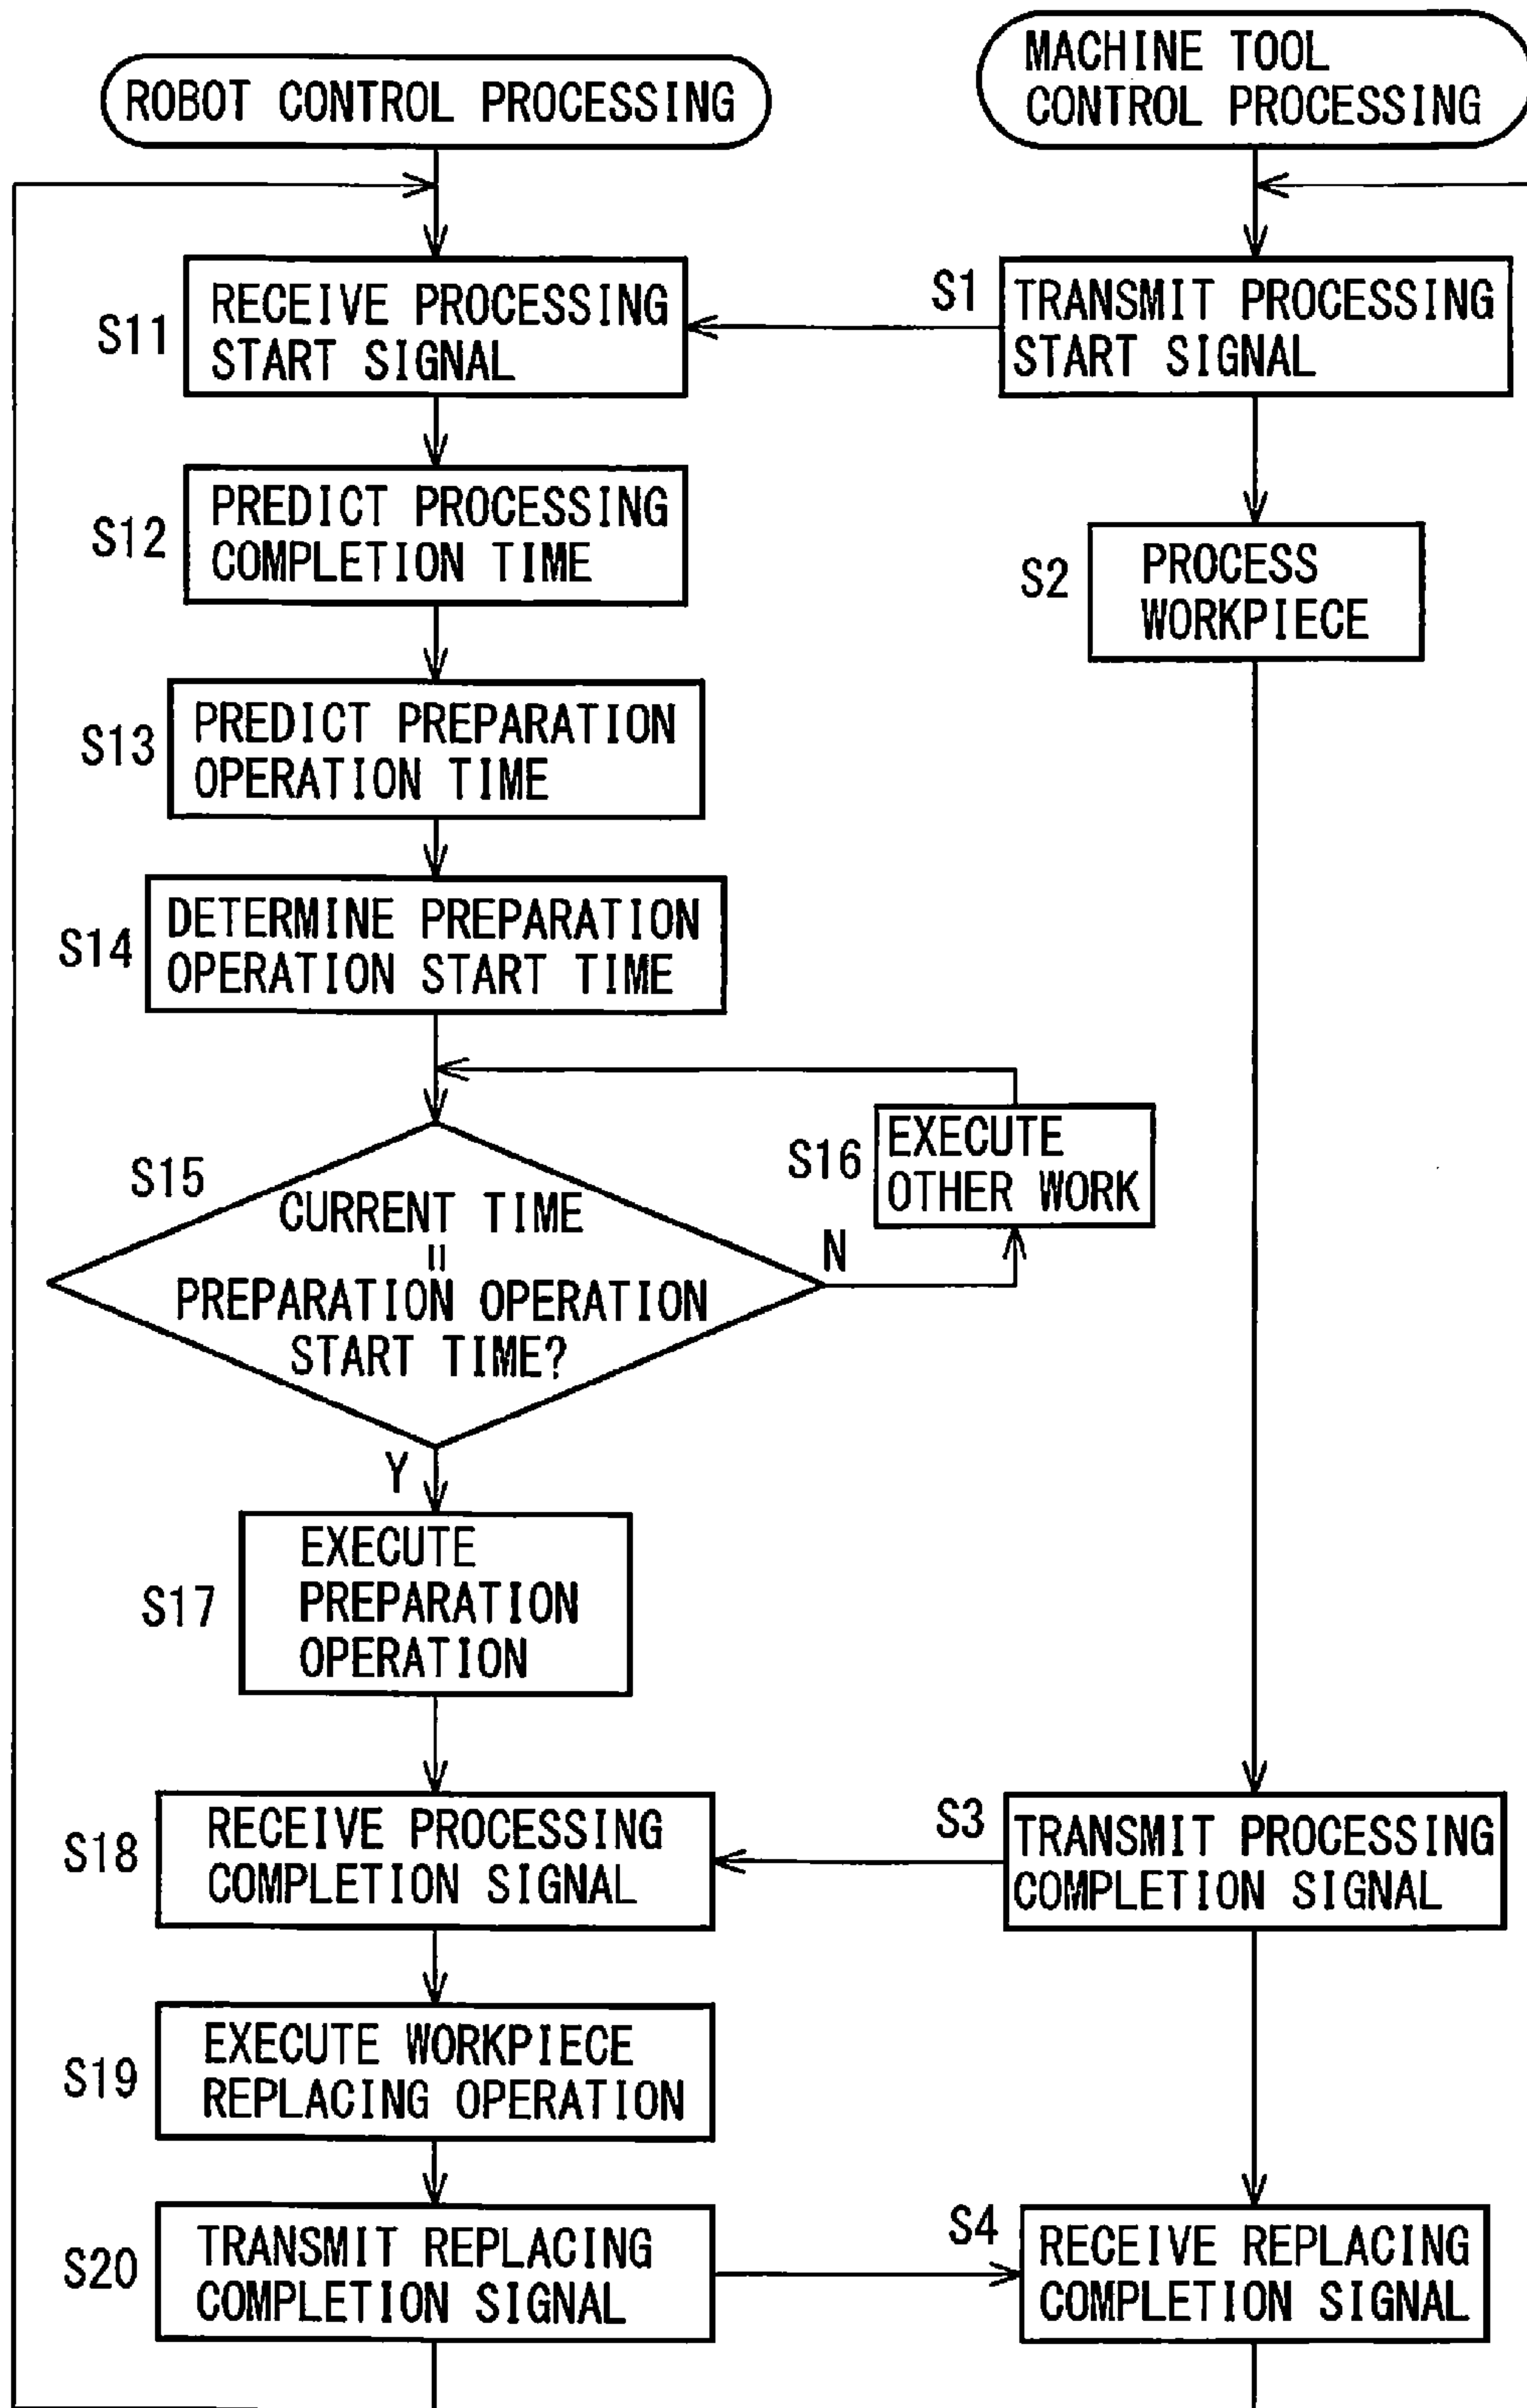 ROBOT CONTROL PROCESSING
MACHINE TOOL
CONTROL PROCESSING
S11
RECEIVE PROCESSING
START SIGNAL
S1
TRANSMIT PROCESSING
START SIGNAL
S12
PREDICT PROCESSING
COMPLETION TIME
S2
PROCESS
WORKPIECE
S13
PREDICT PREPARATION
OPERATION TIME
S14
DETERMINE PREPARATION
OPERATION START TIME
S15
CURRENT TIME
=
PREPARATION OPERATION
START TIME?
N
S16
EXECUTE
OTHER WORK
Y
S17
EXECUTE
PREPARATION
OPERATION
S18
RECEIVE PROCESSING
COMPLETION SIGNAL
S3
TRANSMIT PROCESSING
COMPLETION SIGNAL
S19
EXECUTE WORKPIECE
REPLACING OPERATION
S20
TRANSMIT REPLACING
COMPLETION SIGNAL
S4
RECEIVE REPLACING
COMPLETION SIGNAL